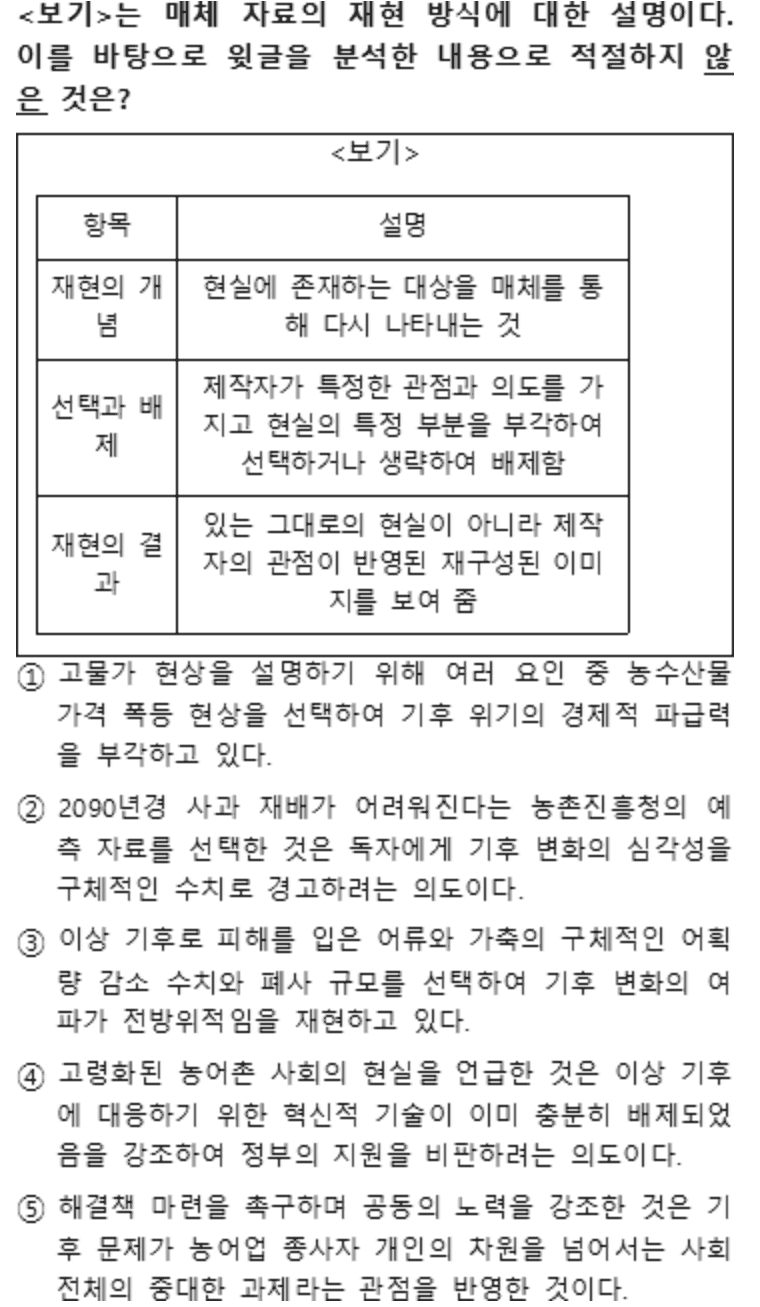 <보기>는 매체 자료의 재현 방식에 대한 설명이다.
이를 바탕으로 윗글을 분석한 내용으로 적절하지 않
은 것은?
<보기>
항목
설명
재현의 개
념
현실에 존재하는 대상을 매체를 통
해 다시 나타내는 것
선택과 배
제
제작자가 특정한 관점과 의도를 가
지고 현실의 특정 부분을 부각하여
선택하거나 생략하여 배제함
재현의 결
과
있는 그대로의 현실이 아니라 제작
자의 관점이 반영된 재구성된 이미
지를 보여 줌
① 고물가 현상을 설명하기 위해 여러 요인 중 농수산물
가격 폭등 현상을 선택하여 기후 위기의 경제적 파급력
을 부각하고 있다.
② 2090년경 사과 재배가 어려워진다는 농촌진흥청의 예
측 자료를 선택한 것은 독자에게 기후 변화의 심각성을
구체적인 수치로 경고하려는 의도이다.
③ 이상 기후로 피해를 입은 어류와 가축의 구체적인 어획
량 감소 수치와 폐사 규모를 선택하여 기후 변화의 여
파가 전방위적임을 재현하고 있다.
④ 고령화된 농어촌 사회의 현실을 언급한 것은 이상 기후
에 대응하기 위한 혁신적 기술이 이미 충분히 배제되었
음을 강조하여 정부의 지원을 비판하려는 의도이다.
⑤ 해결책 마련을 촉구하며 공동의 노력을 강조한 것은 기
후 문제가 농어업 종사자 개인의 차원을 넘어서는 사회
전체의 중대한 과제라는 관점을 반영한 것이다.